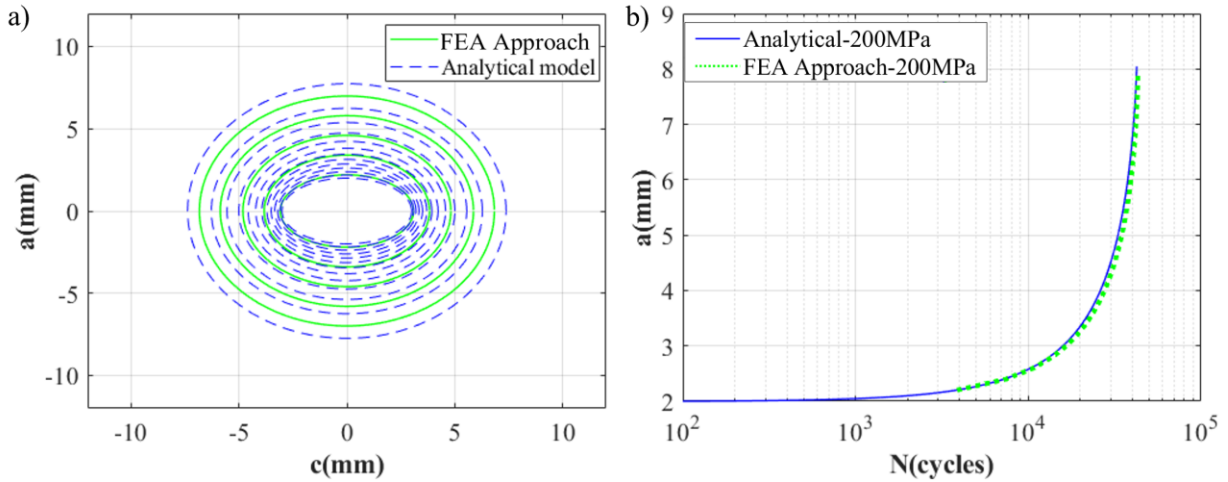 a)
FEA Approach
Analytical model
10
5
0
-5
-10
a(mm)
-10
-5
0
5
10
c(mm)
b)
Analytical-200MPa
FEA Approach-200MPa
9
8
7
6
5
4
3
2
a(mm)
10^2
10^3
10^4
10^5
N(cycles)